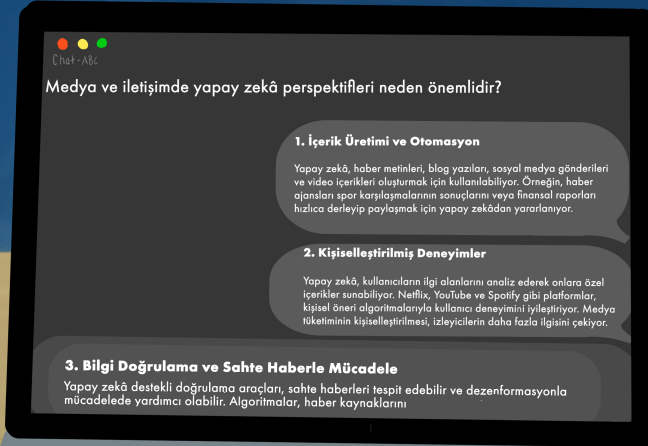 Chat-ABC
Medya ve iletişimde yapay zekâ perspektifleri neden önemlidir?
1. İçerik Üretimi ve Otomasyon
Yapay zekâ, haber metinleri, blog yazıları, sosyal medya gönderileri
ve video içerikleri oluşturmak için kullanılabiliyor. Örneğin, haber
ajansları spor karşılaşmalarının sonuçlarını veya finansal raporları
hızlıca derleyip paylaşmak için yapay zekâdan yararlanıyor.
2. Kişiselleştirilmiş Deneyimler
Yapay zekâ, kullanıcıların ilgi alanlarını analiz ederek onlara özel
içerikler sunabiliyor. Netflix, YouTube ve Spotify gibi platformlar,
kişisel öneri algoritmalarıyla kullanıcı deneyimini iyileştiriyor. Medya
tüketiminin kişiselleştirilmesi, izleyicilerin daha fazla ilgisini çekiyor.
3. Bilgi Doğrulama ve Sahte Haberle Mücadele
Yapay zekâ destekli doğrulama araçları, sahte haberleri tespit edebilir ve dezenformasyonla
mücadelede yardımcı olabilir. Algoritmalar, haber kaynaklarını